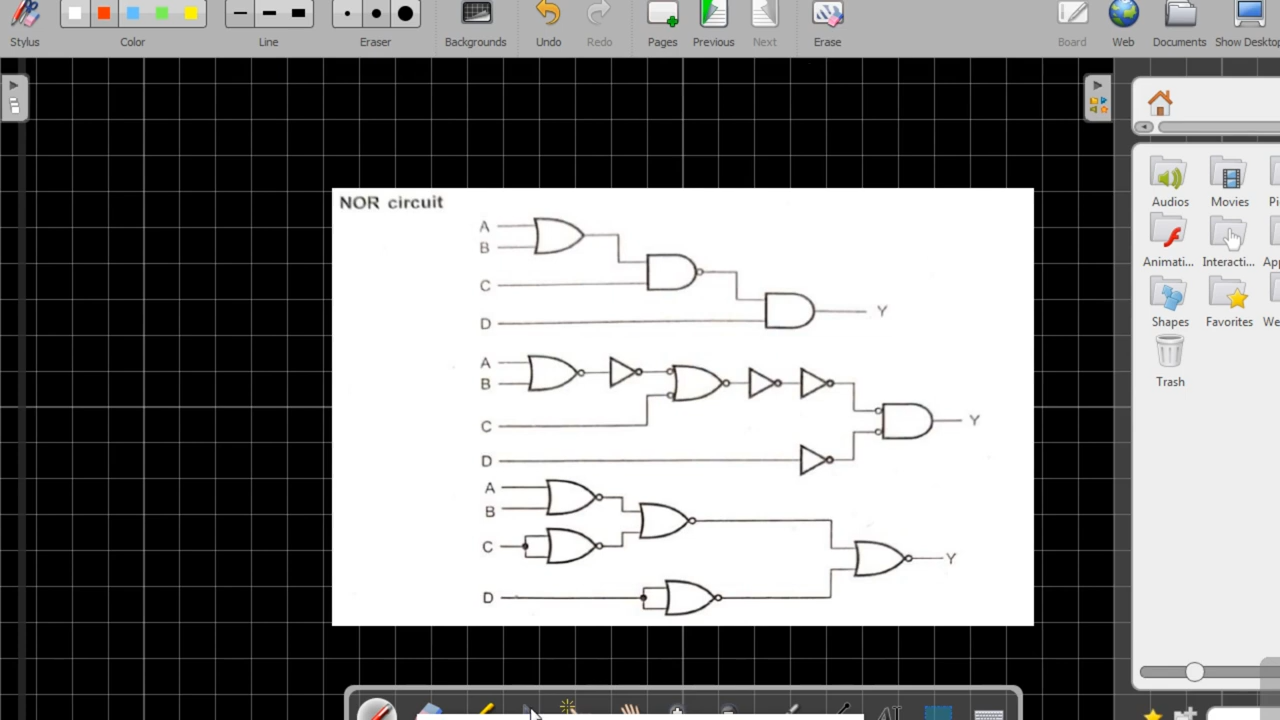 Stylus Color Line Eraser Backgrounds Undo Redo Pages Previous Next Erase Board Web Documents Show Desktop
NOR circuit
A
B
C
D
Y
A
B
C
D
Y
A
B
C
D
Y
Audios Movies
Animati... Interacti...
Shapes Favorites
Trash